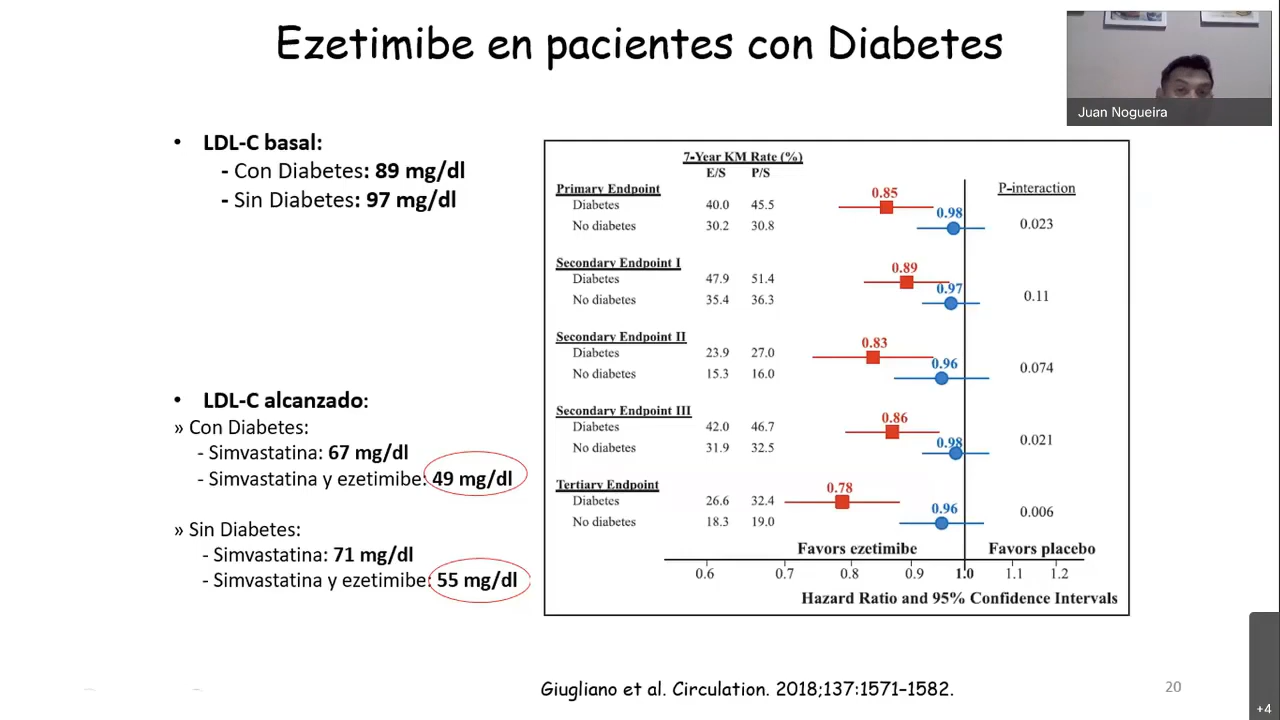 Ezetimibe en pacientes con Diabetes
Juan Nogueira
• LDL-C basal:
- Con Diabetes: 89 mg/dl
- Sin Diabetes: 97 mg/dl
• LDL-C alcanzado:
» Con Diabetes:
- Simvastatina: 67 mg/dl
- Simvastatina y ezetimibe: 49 mg/dl
» Sin Diabetes:
- Simvastatina: 71 mg/dl
- Simvastatina y ezetimibe: 55 mg/dl
7-Year KM Rate (%)
E/S P/S
P-interaction
Primary Endpoint
0.85
Diabetes 40.0 45.5
0.98
No diabetes 30.2 30.8
0.023
Secondary Endpoint I
0.89
Diabetes 47.9 51.4
0.97
No diabetes 35.4 36.3
0.11
Secondary Endpoint II
0.83
Diabetes 23.9 27.0
0.96
No diabetes 15.3 16.0
0.074
Secondary Endpoint III
0.86
Diabetes 42.0 46.7
0.98
No diabetes 31.9 32.5
0.021
Tertiary Endpoint
0.78
Diabetes 26.6 32.4
0.96
No diabetes 18.3 19.0
0.006
Favors ezetimibe Favors placebo
0.6 0.7 0.8 0.9 1.0 1.1 1.2
Hazard Ratio and 95% Confidence Intervals
Giugliano et al. Circulation. 2018;137:1571–1582.
20
+4